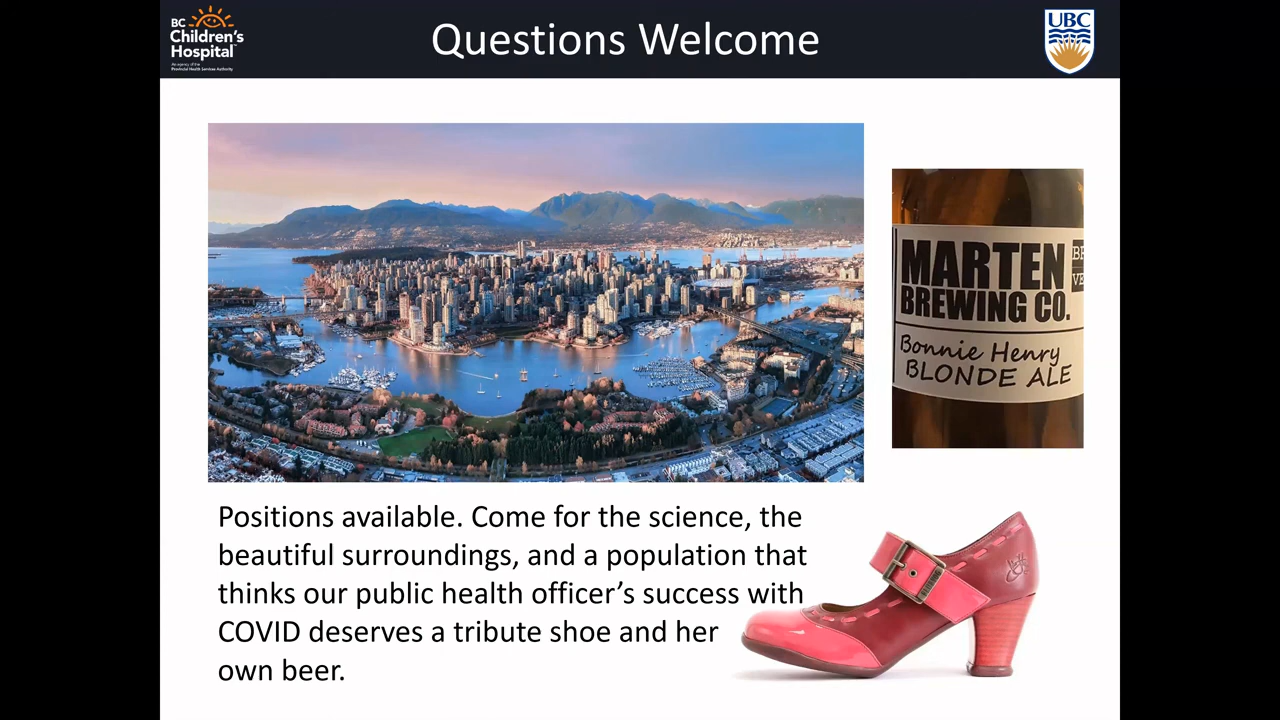 BC
Children's
Hospital
An agency of the
Provincial Health Services Authority
Questions Welcome
UBC
MARTEN
BREWING CO.
Bonnie Henry
BLONDE ALE
Positions available. Come for the science, the
beautiful surroundings, and a population that
thinks our public health officer’s success with
COVID deserves a tribute shoe and her
own beer.